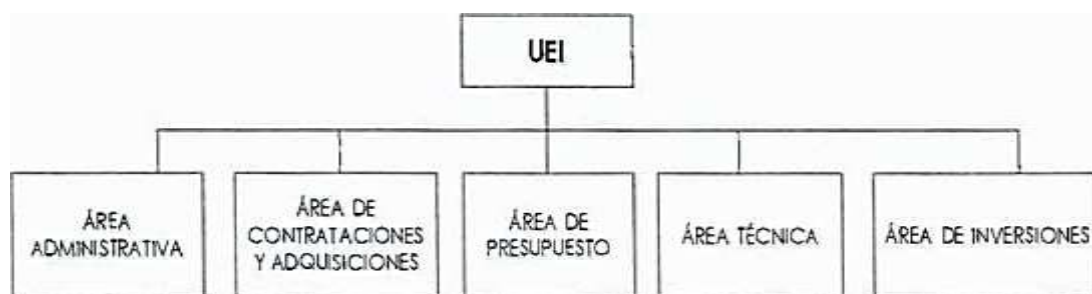 UEI
ÁREA
ADMINISTRATIVA
ÁREA DE
CONTRATACIONES
Y ADQUISICIONES
ÁREA DE
PRESUPUESTO
ÁREA TÉCNICA
ÁREA DE INVERSIONES